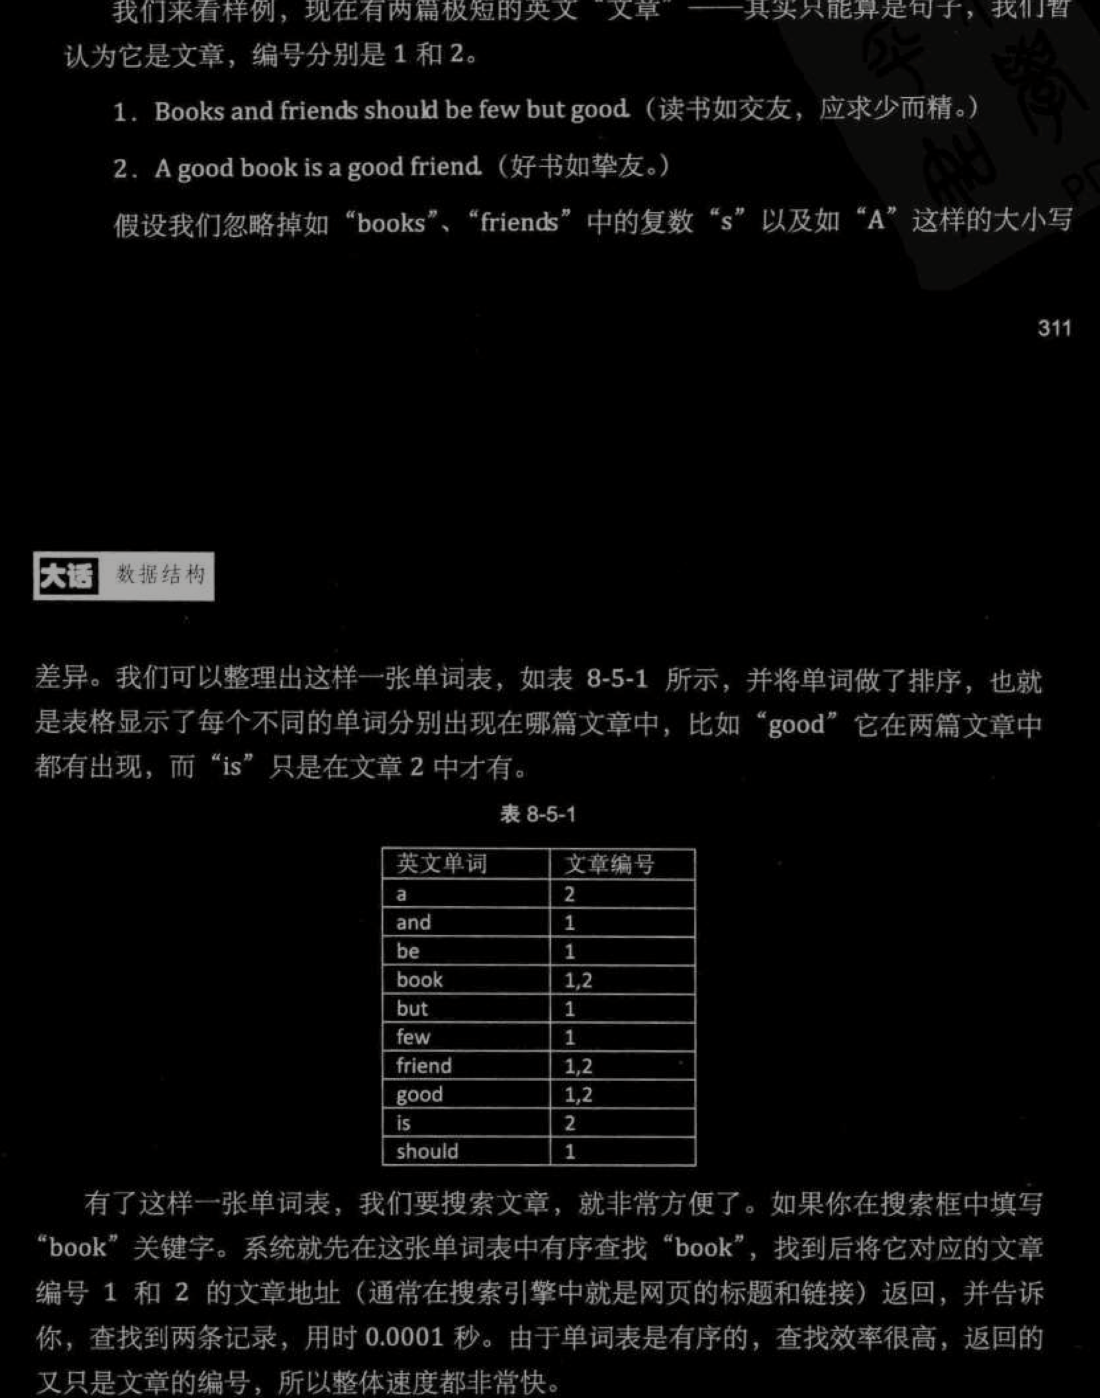 我们来看样例，现在有两篇极短的英文“文章”——其实只能算是句子，我们暂
认为它是文章，编号分别是 1 和 2。
1．Books and friends should be few but good.（读书如交友，应求少而精。）
2．A good book is a good friend.（好书如挚友。）
假设我们忽略掉如“books”、“friends”中的复数“s”以及如“A”这样的大小写
311
大话 数据结构
差异。我们可以整理出这样一张单词表，如表 8-5-1 所示，并将单词做了排序，也就
是表格显示了每个不同的单词分别出现在哪篇文章中，比如“good”它在两篇文章中
都有出现，而“is”只是在文章 2 中才有。
表 8-5-1
英文单词 文章编号
a 2
and 1
be 1
book 1,2
but 1
few 1
friend 1,2
good 1,2
is 2
should 1
有了这样一张单词表，我们要搜索文章，就非常方便了。如果你在搜索框中填写
“book”关键字。系统就先在这张单词表中有序查找“book”，找到后将它对应的文章
编号 1 和 2 的文章地址（通常在搜索引擎中就是网页的标题和链接）返回，并告诉
你，查找到两条记录，用时 0.0001 秒。由于单词表是有序的，查找效率很高，返回的
又只是文章的编号，所以整体速度都非常快。